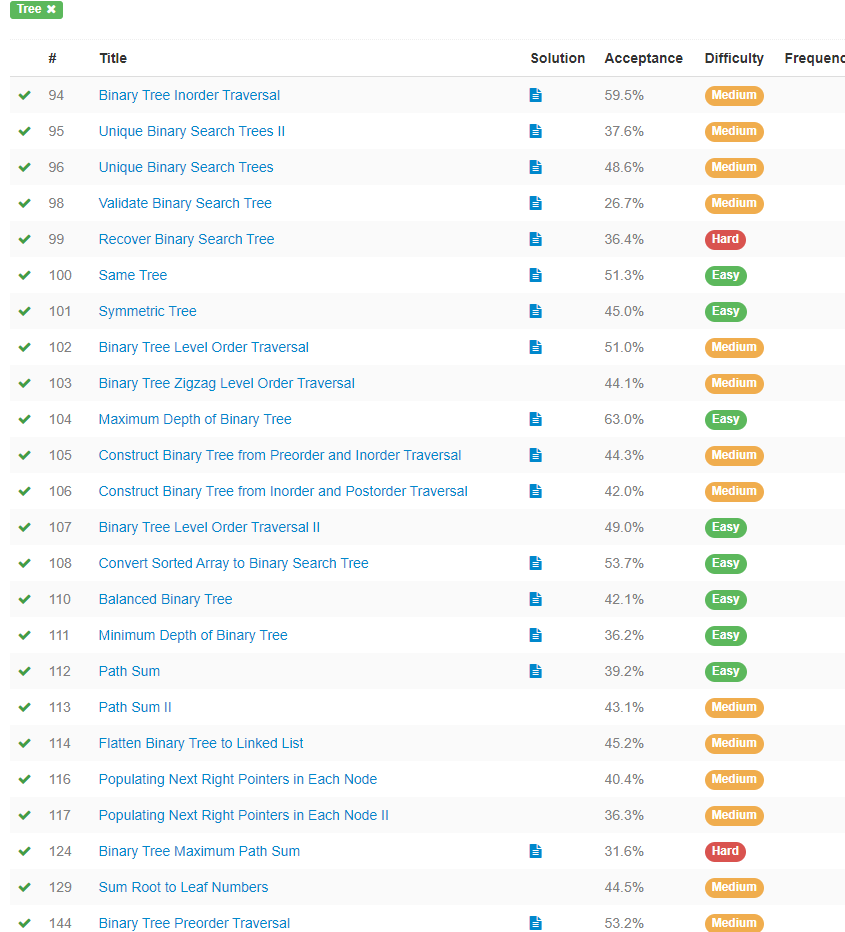 Tree ✖
# Title Solution Acceptance Difficulty Frequenc
94 Binary Tree Inorder Traversal 59.5% Medium
95 Unique Binary Search Trees II 37.6% Medium
96 Unique Binary Search Trees 48.6% Medium
98 Validate Binary Search Tree 26.7% Medium
99 Recover Binary Search Tree 36.4% Hard
100 Same Tree 51.3% Easy
101 Symmetric Tree 45.0% Easy
102 Binary Tree Level Order Traversal 51.0% Medium
103 Binary Tree Zigzag Level Order Traversal 44.1% Medium
104 Maximum Depth of Binary Tree 63.0% Easy
105 Construct Binary Tree from Preorder and Inorder Traversal 44.3% Medium
106 Construct Binary Tree from Inorder and Postorder Traversal 42.0% Medium
107 Binary Tree Level Order Traversal II 49.0% Easy
108 Convert Sorted Array to Binary Search Tree 53.7% Easy
110 Balanced Binary Tree 42.1% Easy
111 Minimum Depth of Binary Tree 36.2% Easy
112 Path Sum 39.2% Easy
113 Path Sum II 43.1% Medium
114 Flatten Binary Tree to Linked List 45.2% Medium
116 Populating Next Right Pointers in Each Node 40.4% Medium
117 Populating Next Right Pointers in Each Node II 36.3% Medium
124 Binary Tree Maximum Path Sum 31.6% Hard
129 Sum Root to Leaf Numbers 44.5% Medium
144 Binary Tree Preorder Traversal 53.2% Medium